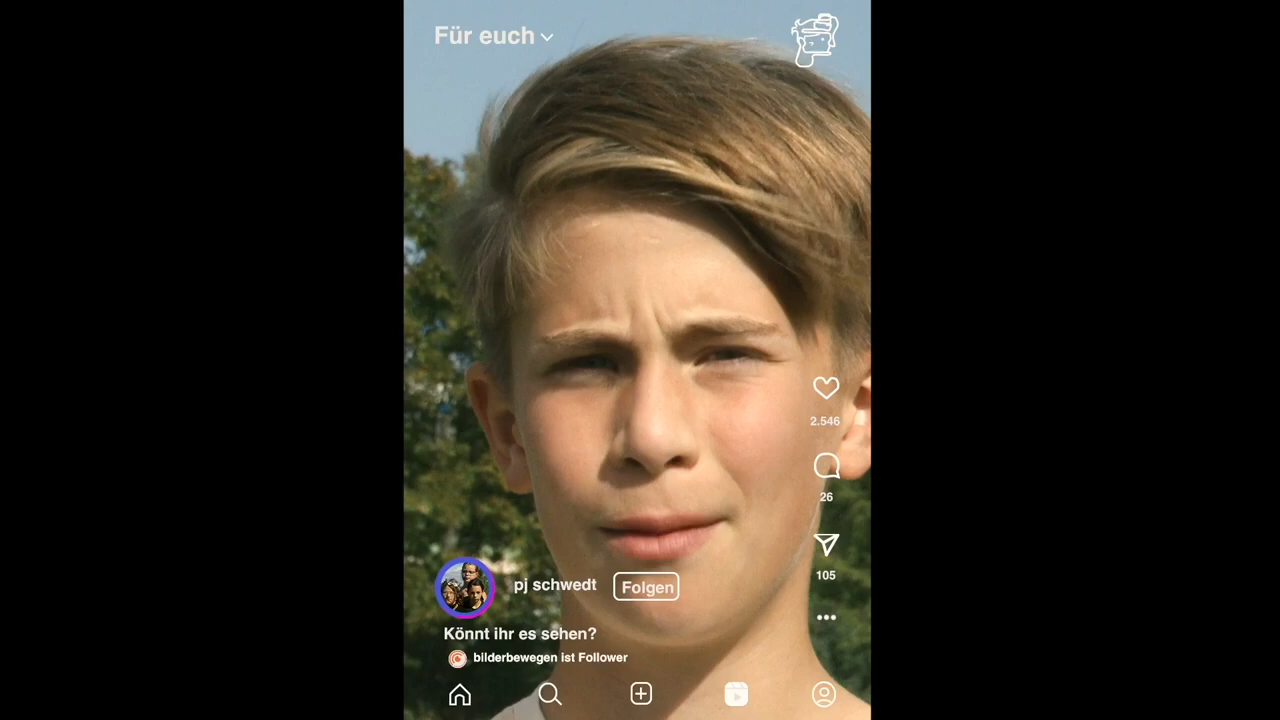 Für euch
2.546
26
105
pj schwedt
Folgen
Könnt ihr es sehen?
bilderbewegen ist Follower